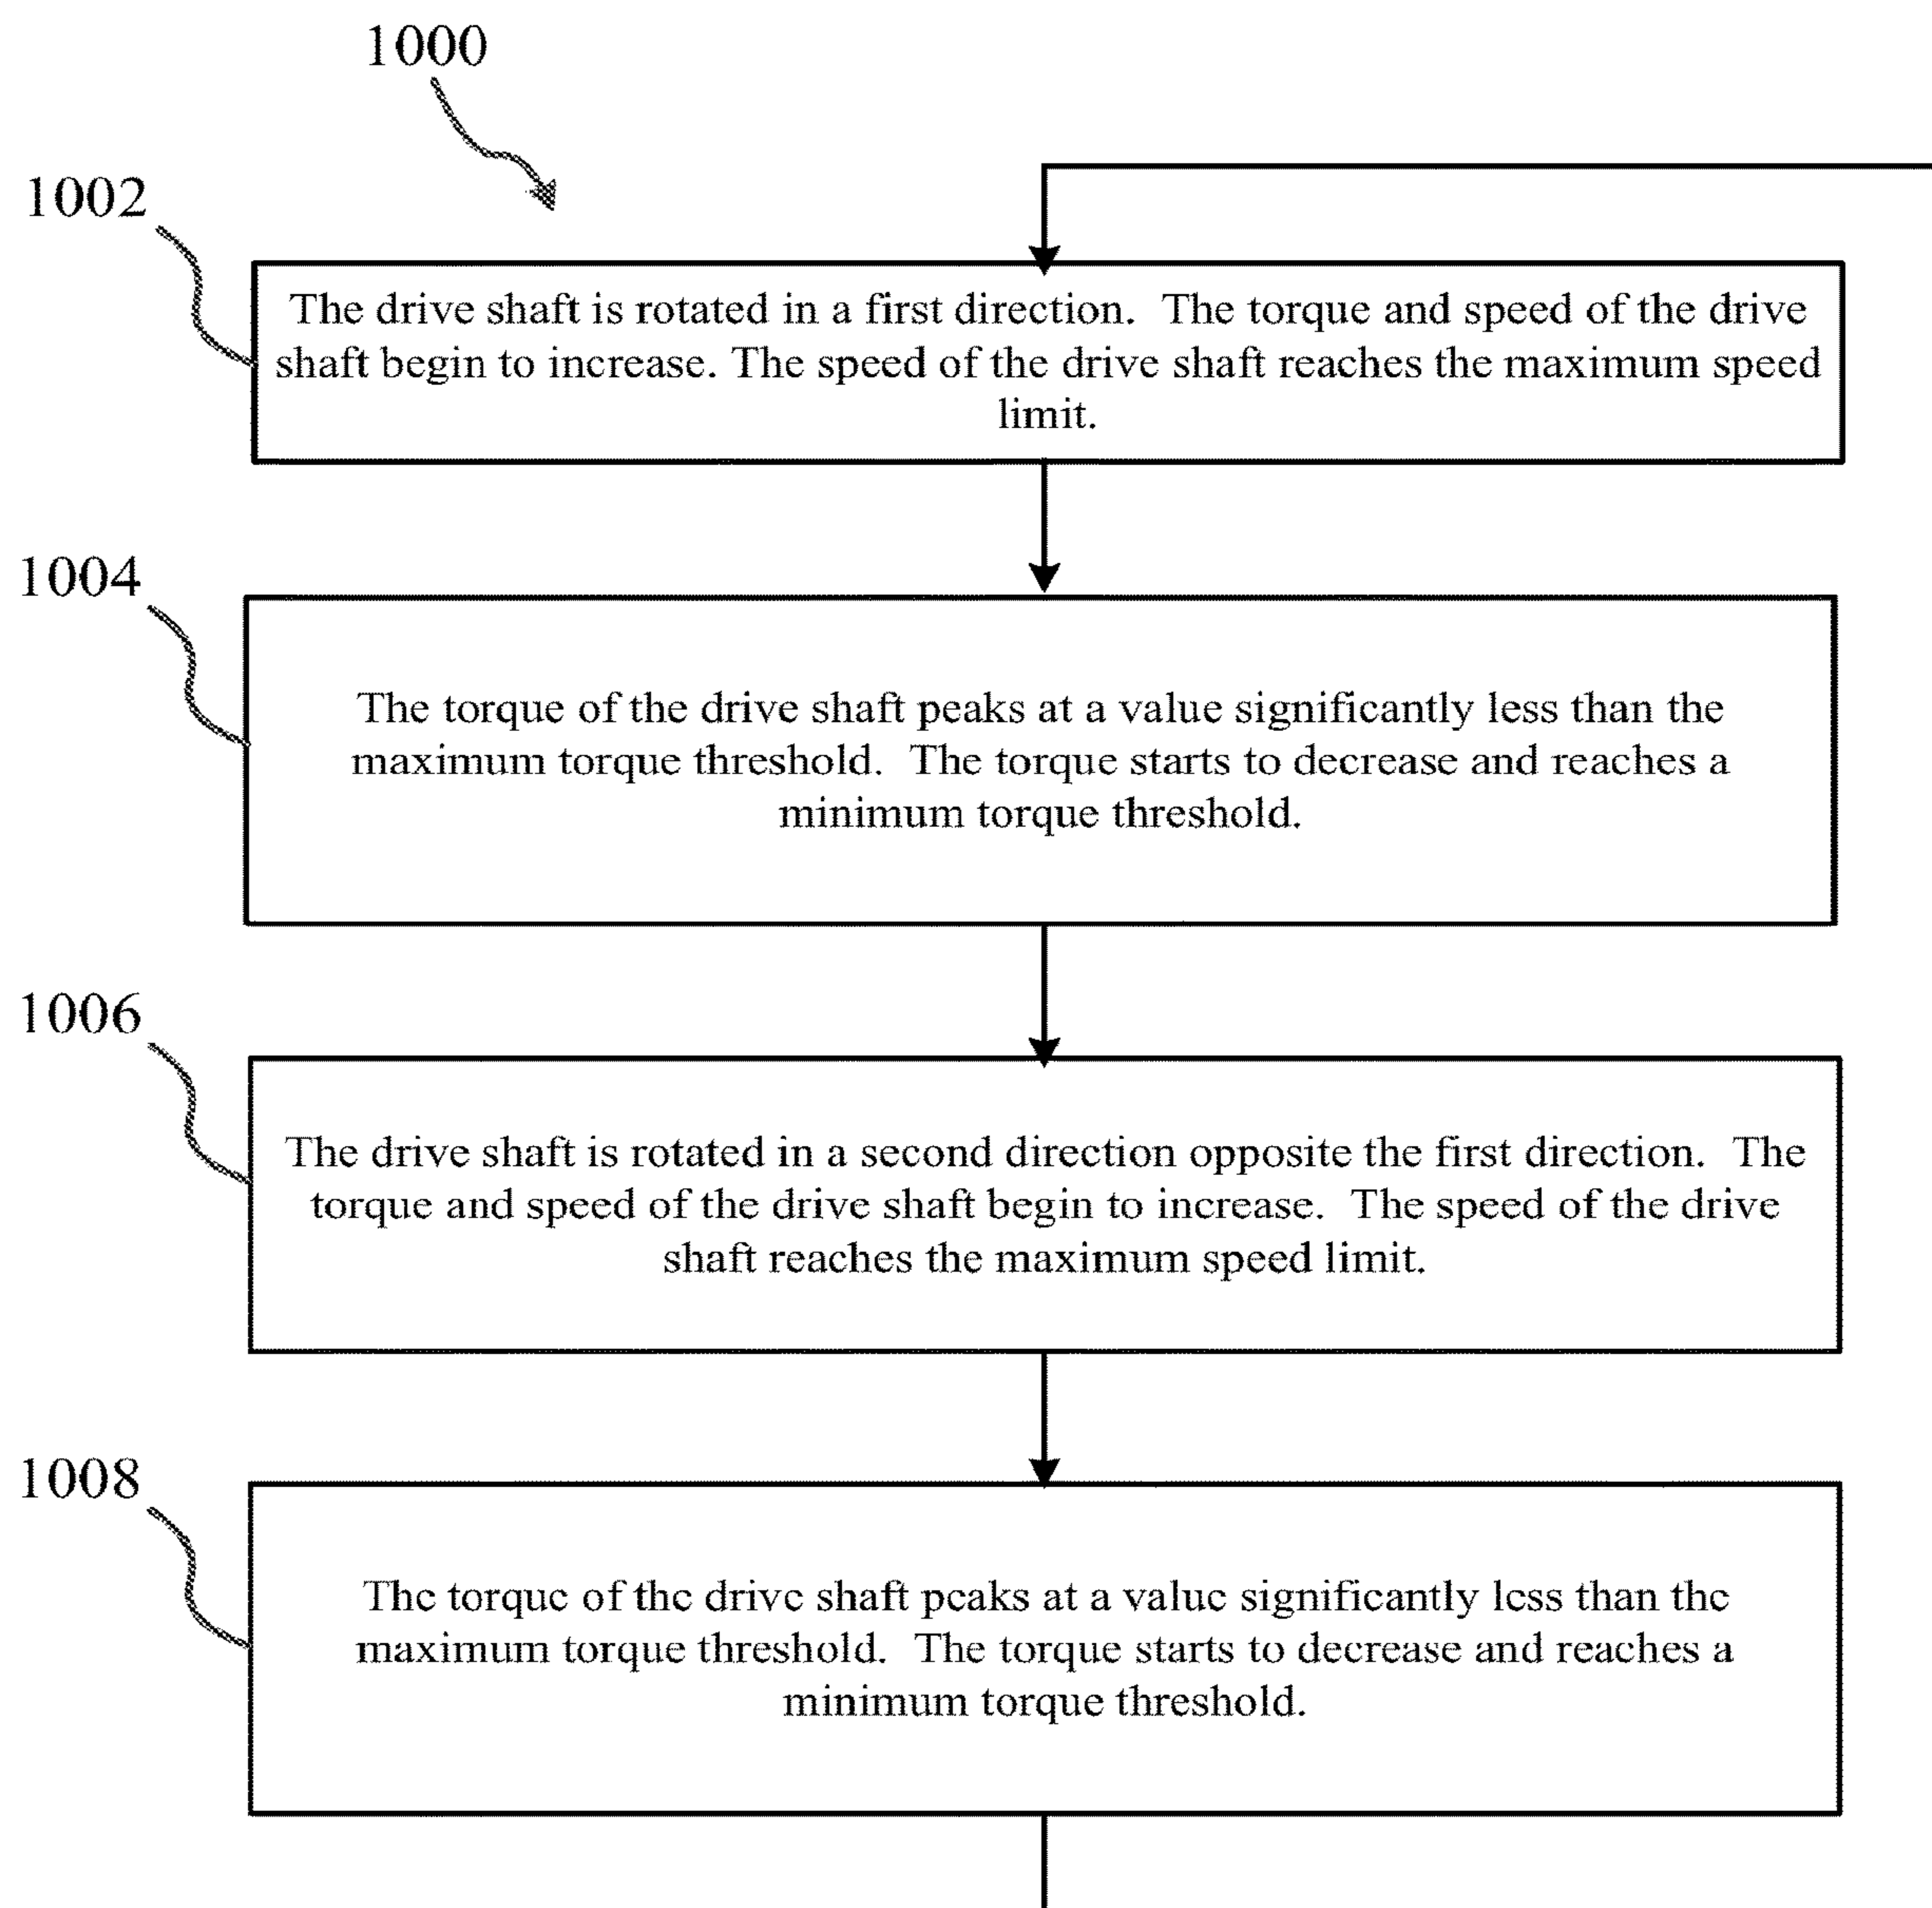 1000
1002
The drive shaft is rotated in a first direction. The torque and speed of the drive
shaft begin to increase. The speed of the drive shaft reaches the maximum speed
limit.
1004
The torque of the drive shaft peaks at a value significantly less than the
maximum torque threshold. The torque starts to decrease and reaches a
minimum torque threshold.
1006
The drive shaft is rotated in a second direction opposite the first direction. The
torque and speed of the drive shaft begin to increase. The speed of the drive
shaft reaches the maximum speed limit.
1008
The torque of the drive shaft peaks at a value significantly less than the
maximum torque threshold. The torque starts to decrease and reaches a
minimum torque threshold.